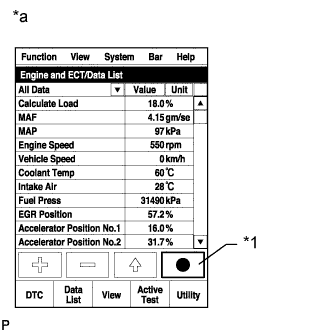 *a
Function View System Bar Help
Engine and ECT/Data List
All Data Value Unit
Calculate Load 18.0 %
MAF 4.15 gm/se
MAP 97 kPa
Engine Speed 550 rpm
Vehicle Speed 0 km/h
Coolant Temp 60 ℃
Intake Air 28 ℃
Fuel Press 31490 kPa
EGR Position 57.2 %
Accelerator Position No.1 16.0 %
Accelerator Position No.2 31.7 %
*1
DTC Data List View Active Test Utility
P